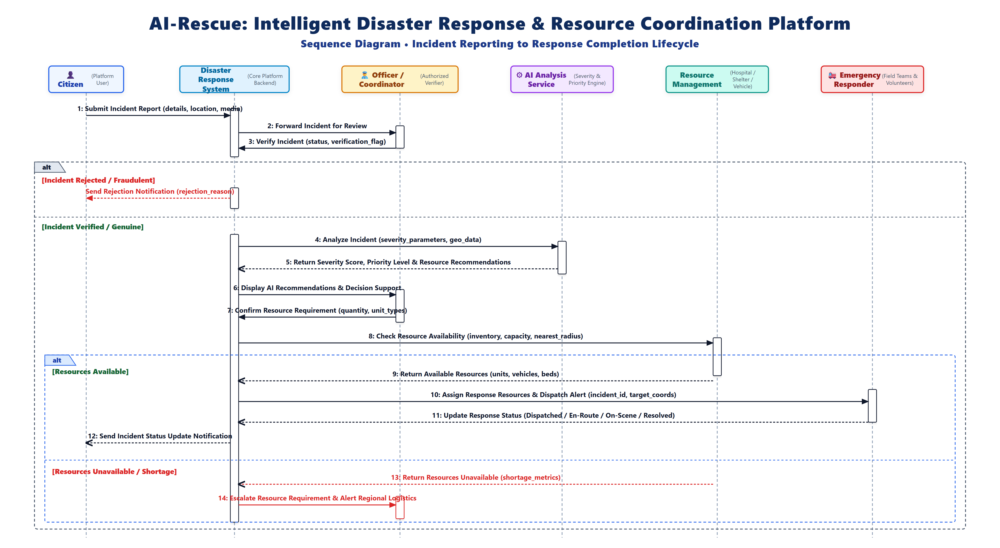 AI-Rescue: Intelligent Disaster Response & Resource Coordination Platform
Sequence Diagram • Incident Reporting to Response Completion Lifecycle
Citizen
(Platform
User)
Disaster
Response
System
(Core Platform
Backend)
Officer /
Coordinator
(Authorized
Verifier)
AI Analysis
Service
(Severity &
Priority Engine)
Resource
Management
(Hospital /
Shelter /
Vehicle)
Emergency
Responder
(Field Teams &
Volunteers)
1: Submit Incident Report (details, location, media)
2: Forward Incident for Review
3: Verify Incident (status, verification_flag)
alt
[Incident Rejected / Fraudulent]
Send Rejection Notification (rejection_reason)
[Incident Verified / Genuine]
4: Analyze Incident (severity_parameters, geo_data)
5: Return Severity Score, Priority Level & Resource Recommendations
6: Display AI Recommendations & Decision Support
7: Confirm Resource Requirement (quantity, unit_types)
8: Check Resource Availability (inventory, capacity, nearest_radius)
alt
[Resources Available]
9: Return Available Resources (units, vehicles, beds)
10: Assign Response Resources & Dispatch Alert (incident_id, target_coords)
11: Update Response Status (Dispatched / En-Route / On-Scene / Resolved)
12: Send Incident Status Update Notification
[Resources Unavailable / Shortage]
13: Return Resources Unavailable (shortage_metrics)
14: Escalate Resource Requirement & Alert Regional Logistics